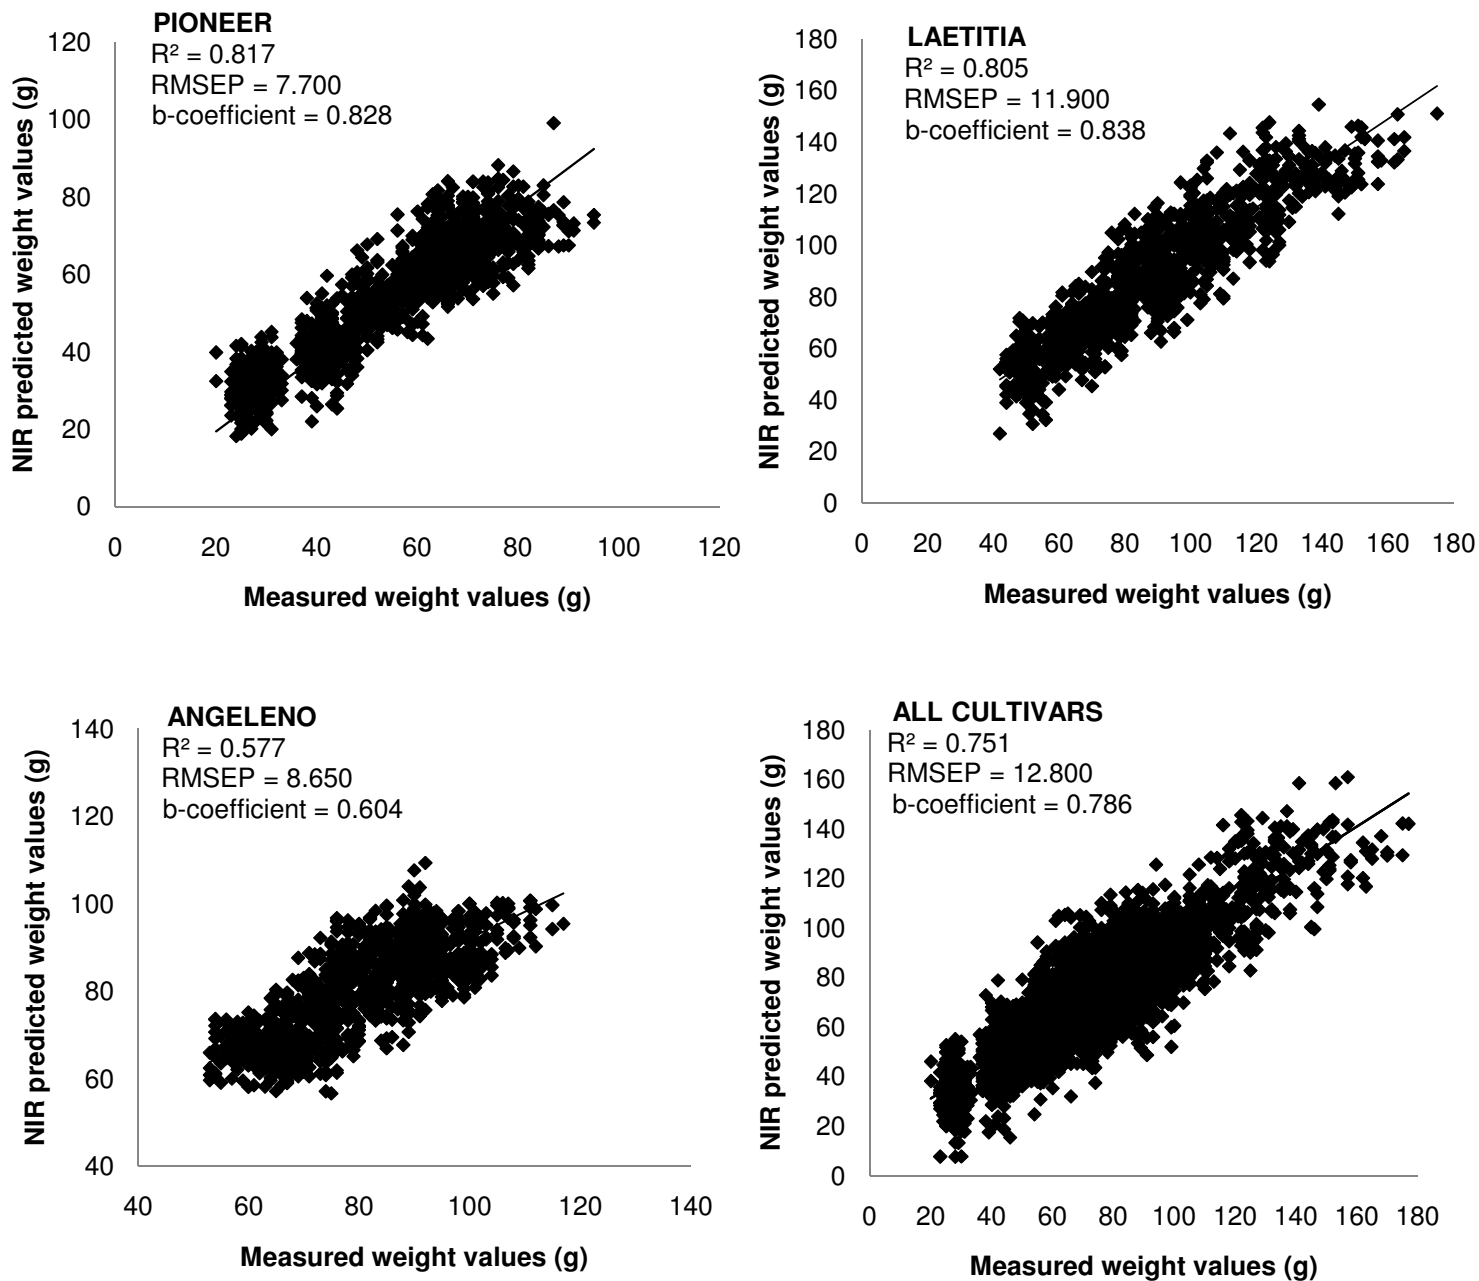 PIONEER
R² = 0.817
RMSEP = 7.700
b-coefficient = 0.828
NIR predicted weight values (g)
120
100
80
60
40
20
0
0 20 40 60 80 100 120
Measured weight values (g)
LAETITIA
R² = 0.805
RMSEP = 11.900
b-coefficient = 0.838
NIR predicted weight values (g)
180
160
140
120
100
80
60
40
20
0
0 20 40 60 80 100 120 140 160 180
Measured weight values (g)
ANGELENO
R² = 0.577
RMSEP = 8.650
b-coefficient = 0.604
NIR predicted weight values (g)
140
120
100
80
60
40
40 60 80 100 120 140
Measured weight values (g)
ALL CULTIVARS
R² = 0.751
RMSEP = 12.800
b-coefficient = 0.786
NIR predicted weight values (g)
180
160
140
120
100
80
60
40
20
0
0 20 40 60 80 100 120 140 160 180
Measured weight values (g)